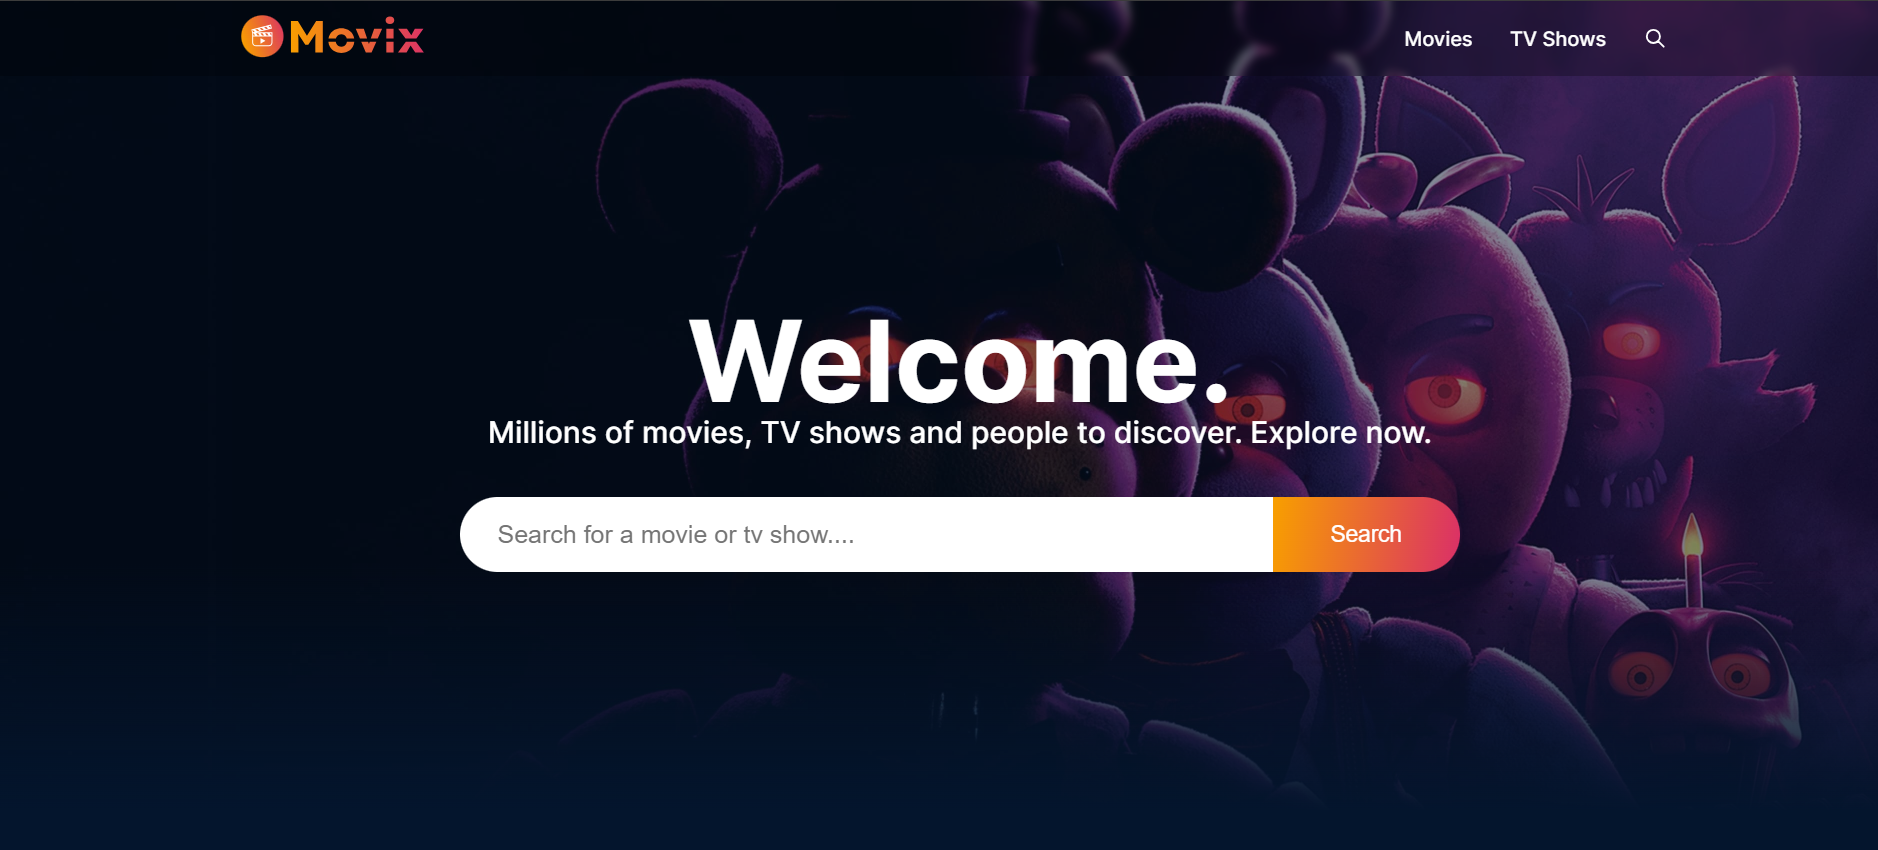 Movix
Movies
TV Shows
Welcome.
Millions of movies, TV shows and people to discover. Explore now.
Search for a movie or tv show....
Search